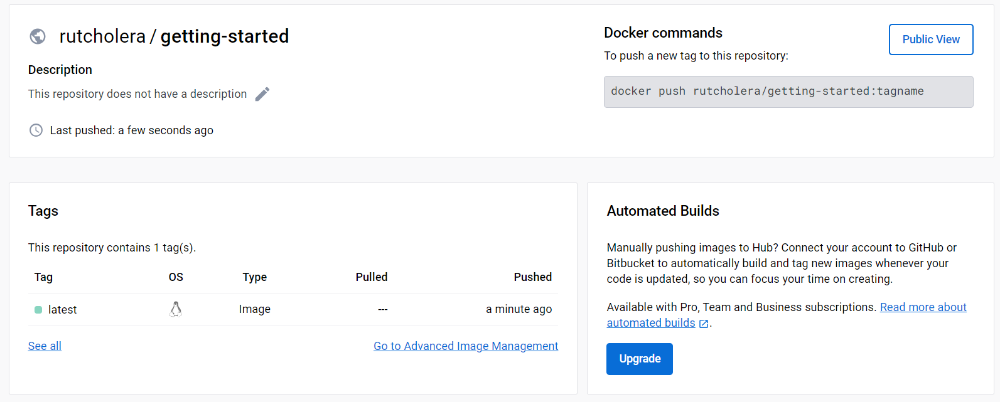 rutcholera / getting-started
Description
This repository does not have a description
Last pushed: a few seconds ago
Docker commands
To push a new tag to this repository:
Public View
docker push rutcholera/getting-started:tagname
Tags
This repository contains 1 tag(s).
Tag OS Type Pulled Pushed
latest Image --- a minute ago
See all Go to Advanced Image Management
Automated Builds
Manually pushing images to Hub? Connect your account to GitHub or
Bitbucket to automatically build and tag new images whenever your
code is updated, so you can focus your time on creating.
Available with Pro, Team and Business subscriptions. Read more about
automated builds.
Upgrade